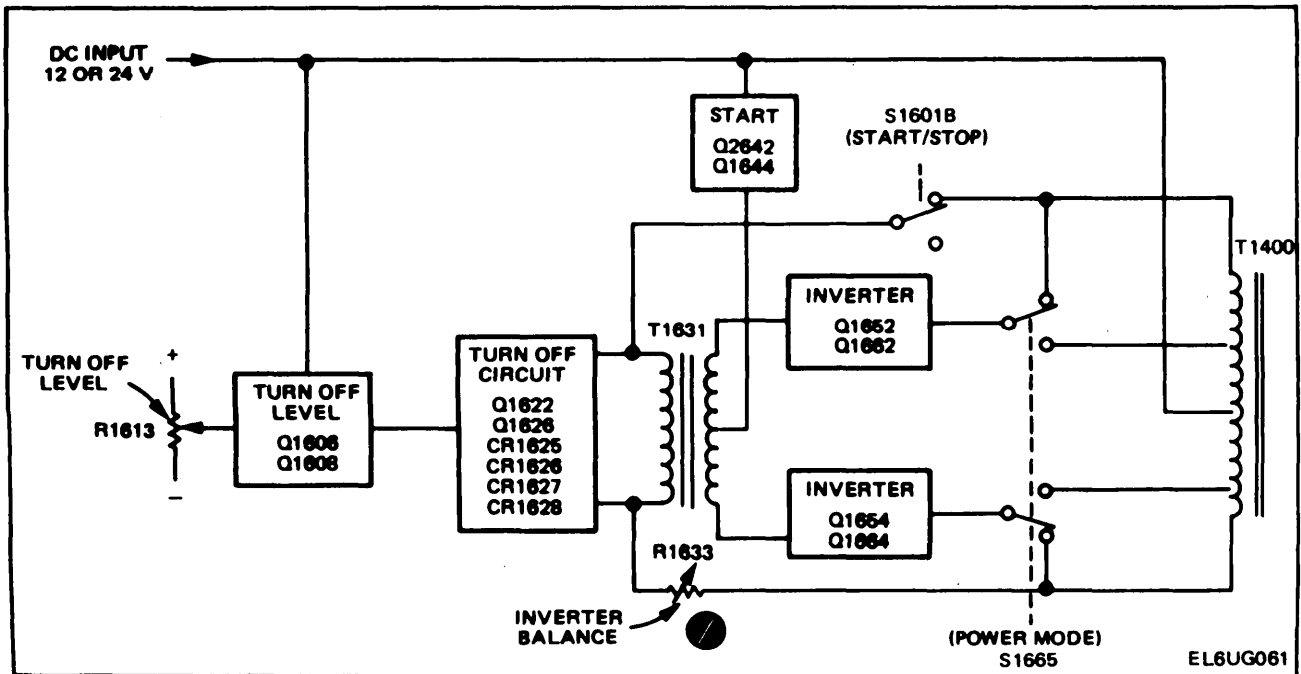 DC INPUT
12 OR 24 V
START
Q2642
Q1644
S1601B
(START/STOP)
T1400
INVERTER
Q1652
Q1662
T1631
TURN OFF
LEVEL
+
R1613
−
TURN OFF
LEVEL
Q1606
Q1608
TURN OFF
CIRCUIT
Q1622
Q1626
CR1625
CR1626
CR1627
CR1628
INVERTER
Q1654
Q1664
R1633
INVERTER
BALANCE
(POWER MODE)
S1665
EL6UG061